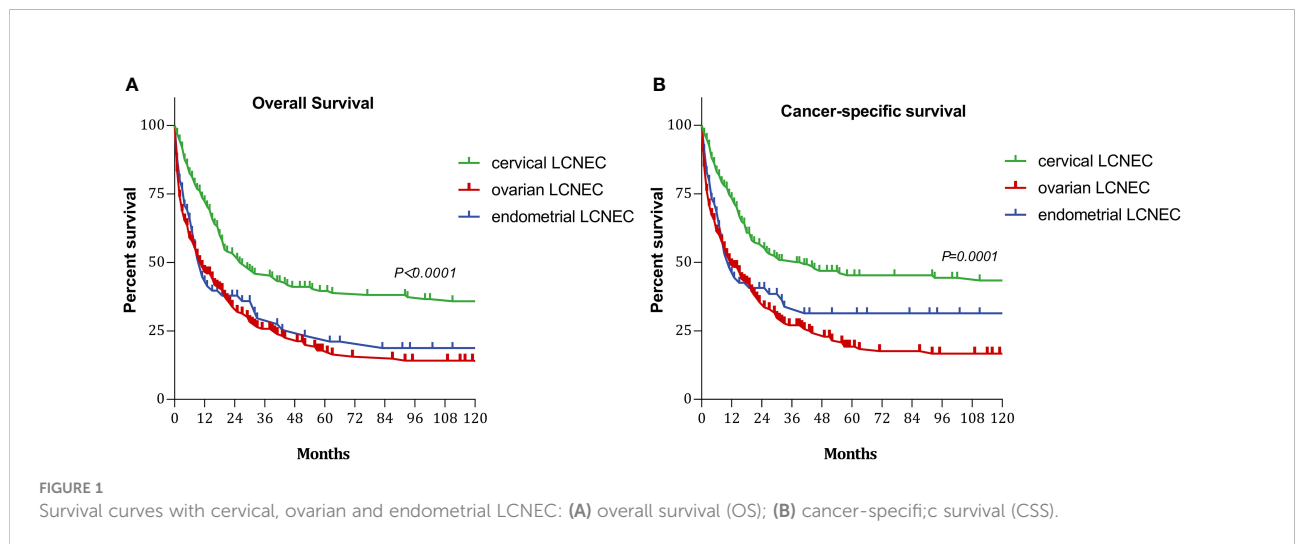 A
Overall Survival
100
75
50
25
0
Percent survival
cervical LCNEC
ovarian LCNEC
endometrial LCNEC
P<0.0001
0 12 24 36 48 60 72 84 96 108 120
Months
B
Cancer-specific survival
100
75
50
25
0
Percent survival
cervical LCNEC
ovarian LCNEC
endometrial LCNEC
P=0.0001
0 12 24 36 48 60 72 84 96 108 120
Months
FIGURE 1
Survival curves with cervical, ovarian and endometrial LCNEC: (A) overall survival (OS); (B) cancer-specifi;c survival (CSS).